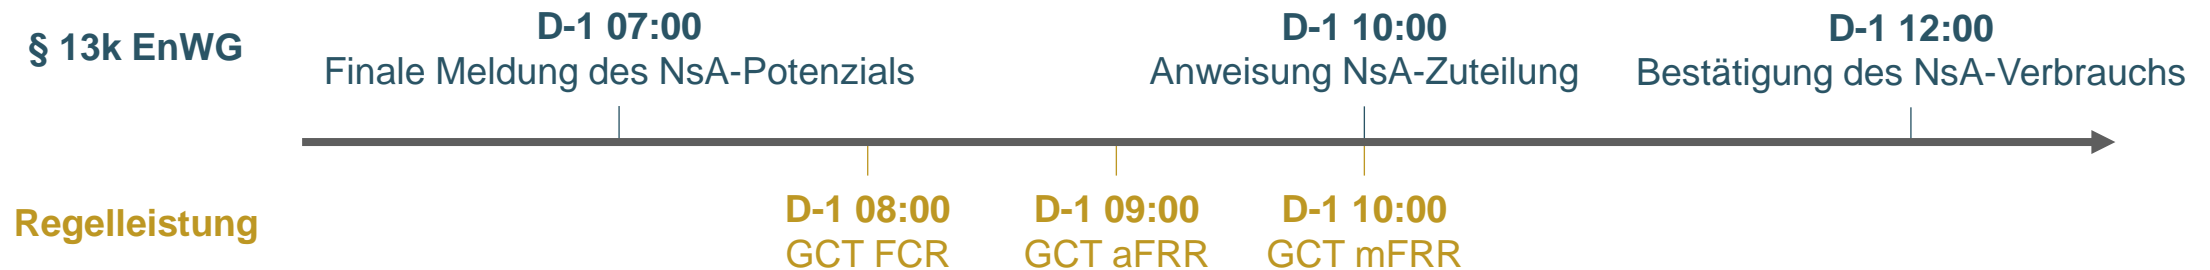 § 13k EnWG
D-1 07:00
Finale Meldung des NsA-Potenzials
D-1 10:00
Anweisung NsA-Zuteilung
D-1 12:00
Bestätigung des NsA-Verbrauchs
Regelleistung
D-1 08:00
GCT FCR
D-1 09:00
GCT aFRR
D-1 10:00
GCT mFRR